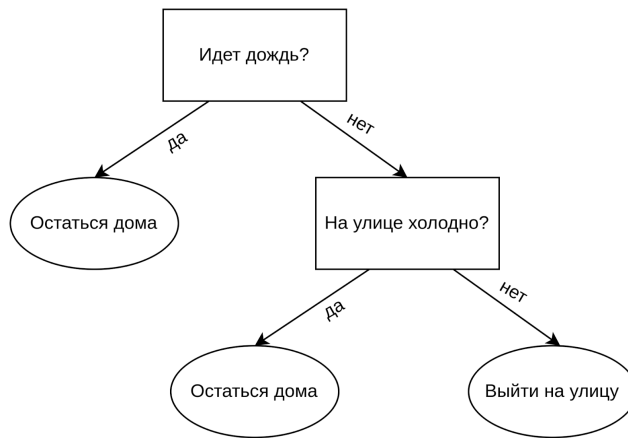 Идет дождь?
да
нет
Остаться дома
На улице холодно?
да
нет
Остаться дома
Выйти на улицу